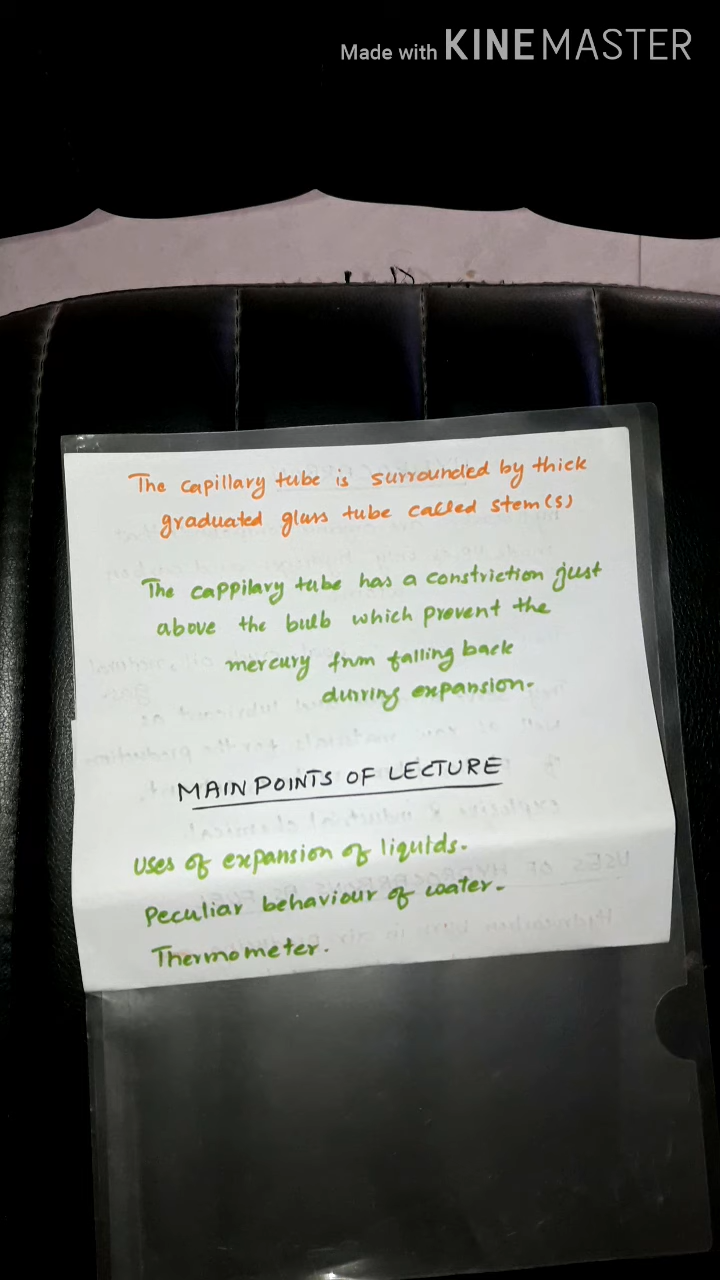 Made with KINEMASTER
The capillary tube is surrounded by thick
graduated glass tube called stem(s)
The cappilary tube has a constriction just
above the bulb which prevent the
mercury from falling back
durring expansion.
MAIN POINTS OF LECTURE
Uses of expansion of liquids.
Peculiar behaviour of water.
Thermometer.